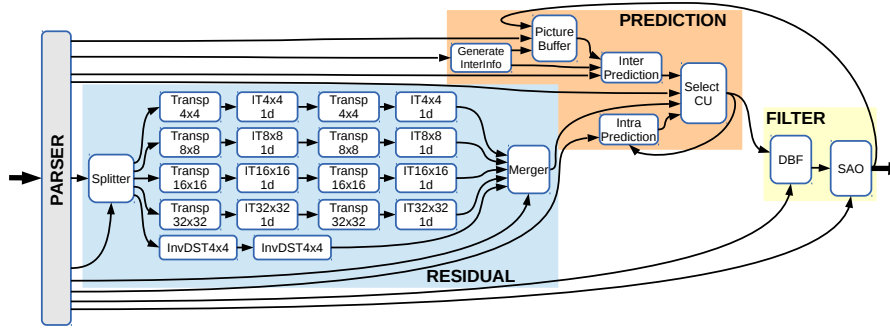 PREDICTION
Picture
Buffer
Generate
InterInfo
Inter
Prediction
Select
CU
Intra
Prediction
PARSER
Splitter
Transp
4x4
IT4x4
1d
Transp
4x4
IT4x4
1d
Transp
8x8
IT8x8
1d
Transp
8x8
IT8x8
1d
Transp
16x16
IT16x16
1d
Transp
16x16
IT16x16
1d
Transp
32x32
IT32x32
1d
Transp
32x32
IT32x32
1d
InvDST4x4
InvDST4x4
Merger
RESIDUAL
FILTER
DBF
SAO